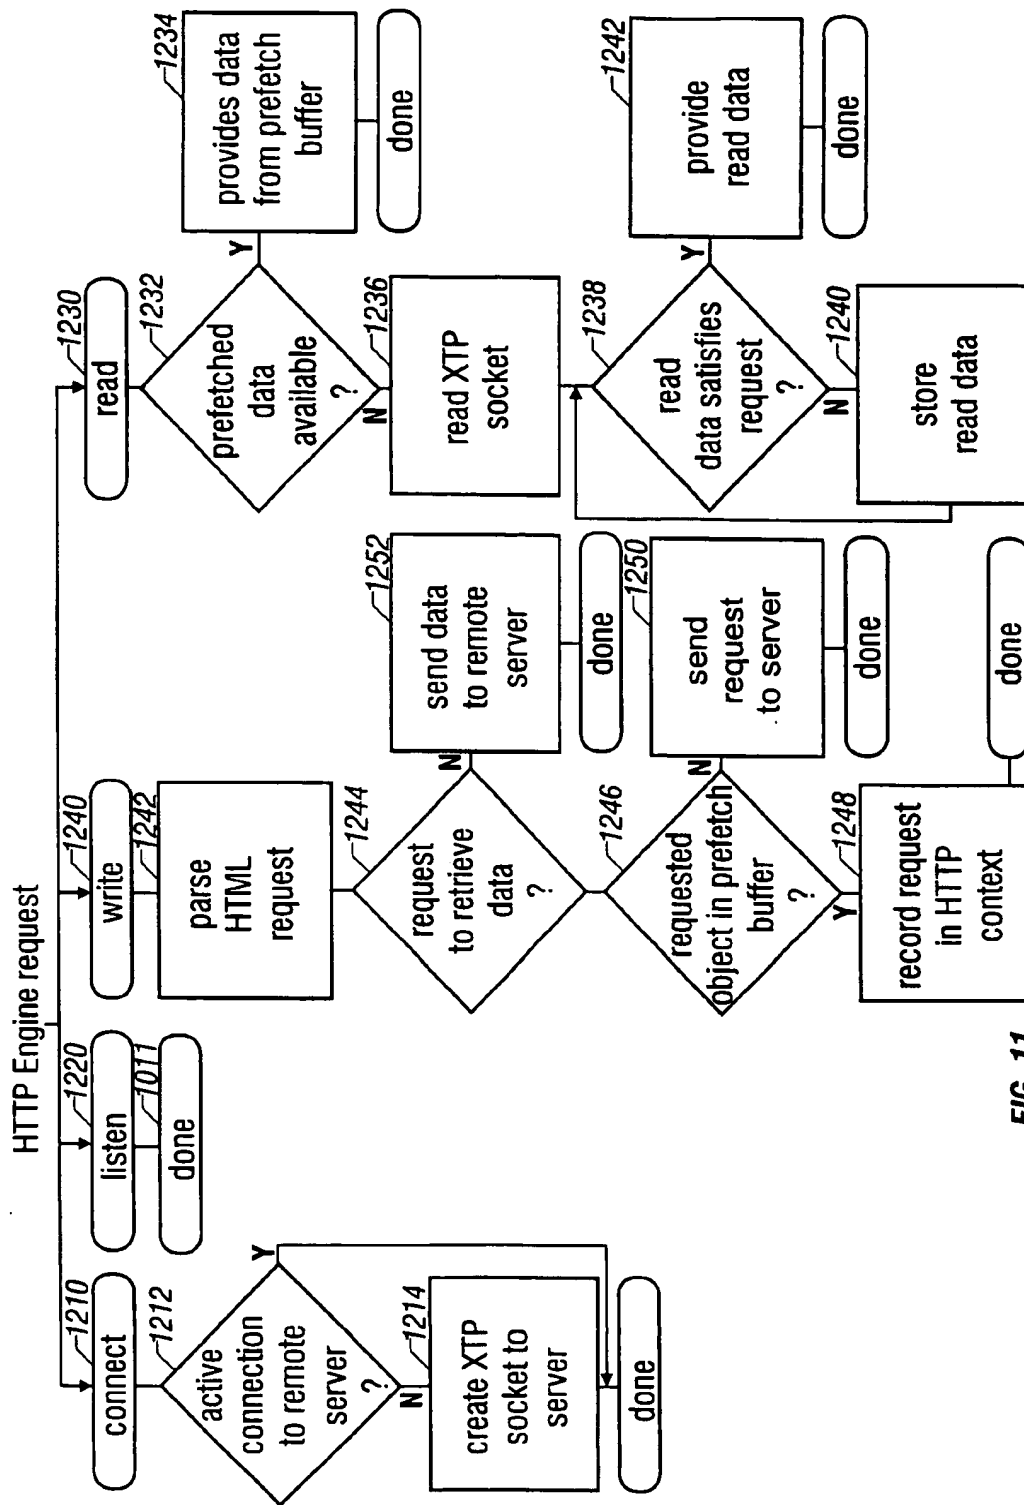 HTTP Engine request
1210
connect
1212
active
connection
to remote
server
?
Y
N
1214
create XTP
socket to
server
done
1220
listen
1011
done
1240
write
1242
parse
HTML
request
1244
request
to retrieve
data
?
N
1252
send data
to remote
server
done
1246
requested
object in prefetch
buffer
?
N
1250
send
request
to server
done
Y
1248
record request
in HTTP
context
done
1230
read
1232
prefetched
data
available
?
Y
1234
provides data
from prefetch
buffer
done
N
1236
read XTP
socket
1238
read
data satisfies
request
?
Y
1242
provide
read data
done
N
1240
store
read data
FIG. 11